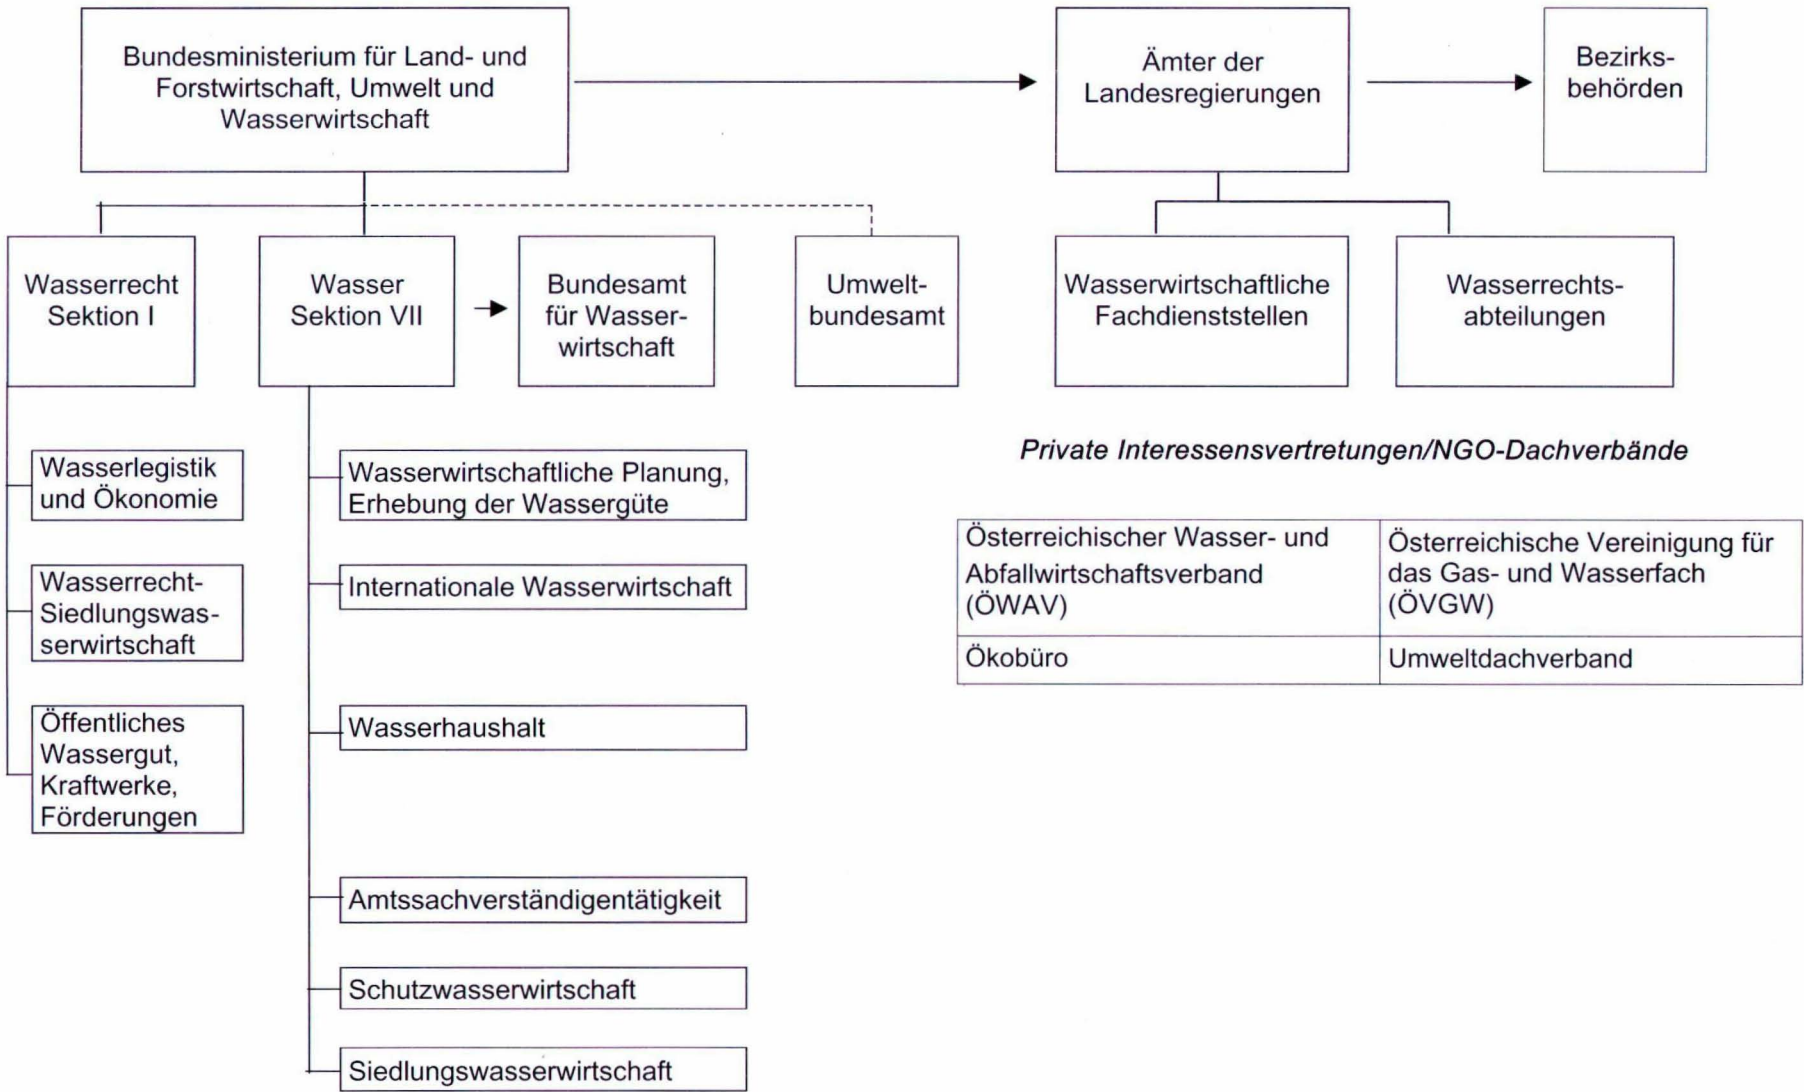 Bundesministerium für Land- und
Forstwirtschaft, Umwelt und
Wasserwirtschaft
Ämter der
Landesregierungen
Bezirks-
behörden
Wasserrecht
Sektion I
Wasser
Sektion VII
Bundesamt
für Wasser-
wirtschaft
Umwelt-
bundesamt
Wasserwirtschaftliche
Fachdienststellen
Wasserrechts-
abteilungen
Wasserlegistik
und Ökonomie
Wasserrecht-
Siedlungswas-
serwirtschaft
Öffentliches
Wassergut,
Kraftwerke,
Förderungen
Wasserwirtschaftliche Planung,
Erhebung der Wassergüte
Internationale Wasserwirtschaft
Wasserhaushalt
Amtssachverständigentätigkeit
Schutzwasserwirtschaft
Siedlungswasserwirtschaft
Private Interessensvertretungen/NGO-Dachverbände
Österreichischer Wasser- und
Abfallwirtschaftsverband
(ÖWAV)
Österreichische Vereinigung für
das Gas- und Wasserfach
(ÖVGW)
Ökobüro
Umweltdachverband